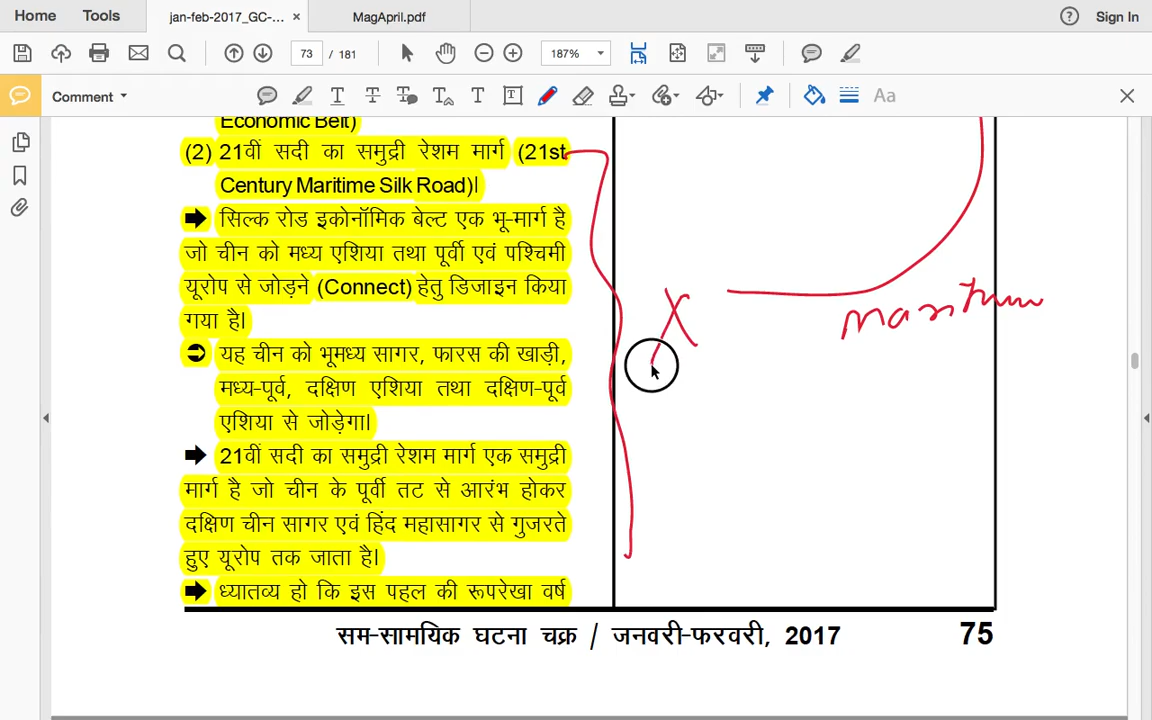 Home Tools jan-feb-2017_GC-... × MagApril.pdf ? Sign In
73 / 181 187%
Comment T T T T T T Aa
Economic Belt)
(2) 21वीं सदी का समुद्री रेशम मार्ग (21st
Century Maritime Silk Road)।
सिल्क रोड इकोनॉमिक बेल्ट एक भू-मार्ग है
जो चीन को मध्य एशिया तथा पूर्वी एवं पश्चिमी
यूरोप से जोड़ने (Connect) हेतु डिजाइन किया
गया है।
यह चीन को भूमध्य सागर, फारस की खाड़ी,
मध्य-पूर्व, दक्षिण एशिया तथा दक्षिण-पूर्व
एशिया से जोड़ेगा।
21वीं सदी का समुद्री रेशम मार्ग एक समुद्री
मार्ग है जो चीन के पूर्वी तट से आरंभ होकर
दक्षिण चीन सागर एवं हिंद महासागर से गुजरते
हुए यूरोप तक जाता है।
ध्यातव्य हो कि इस पहल की रूपरेखा वर्ष
X
सम-सामयिक घटना चक्र / जनवरी-फरवरी, 2017 75